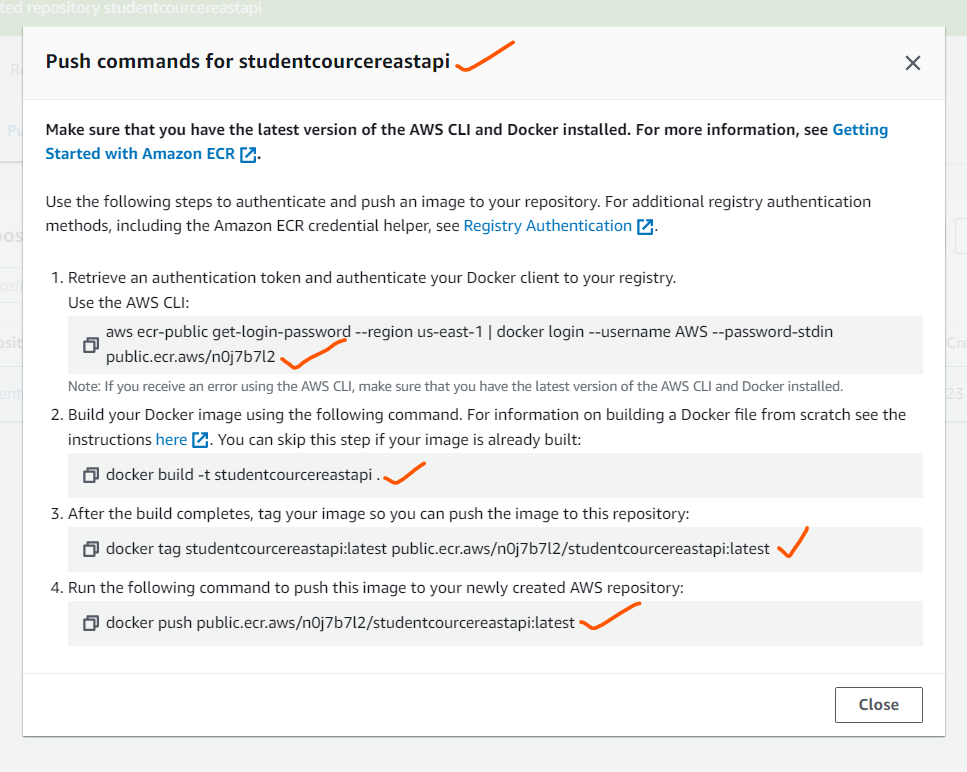 ted repository studentcourcereastapi
Push commands for studentcourcereastapi
Make sure that you have the latest version of the AWS CLI and Docker installed. For more information, see Getting
Started with Amazon ECR.
Use the following steps to authenticate and push an image to your repository. For additional registry authentication
methods, including the Amazon ECR credential helper, see Registry Authentication.
1. Retrieve an authentication token and authenticate your Docker client to your registry.
Use the AWS CLI:
aws ecr-public get-login-password --region us-east-1 | docker login --username AWS --password-stdin
public.ecr.aws/n0j7b7l2
Note: If you receive an error using the AWS CLI, make sure that you have the latest version of the AWS CLI and Docker installed.
2. Build your Docker image using the following command. For information on building a Docker file from scratch see the
instructions here. You can skip this step if your image is already built:
docker build -t studentcourcereastapi .
3. After the build completes, tag your image so you can push the image to this repository:
docker tag studentcourcereastapi:latest public.ecr.aws/n0j7b7l2/studentcourcereastapi:latest
4. Run the following command to push this image to your newly created AWS repository:
docker push public.ecr.aws/n0j7b7l2/studentcourcereastapi:latest
Close